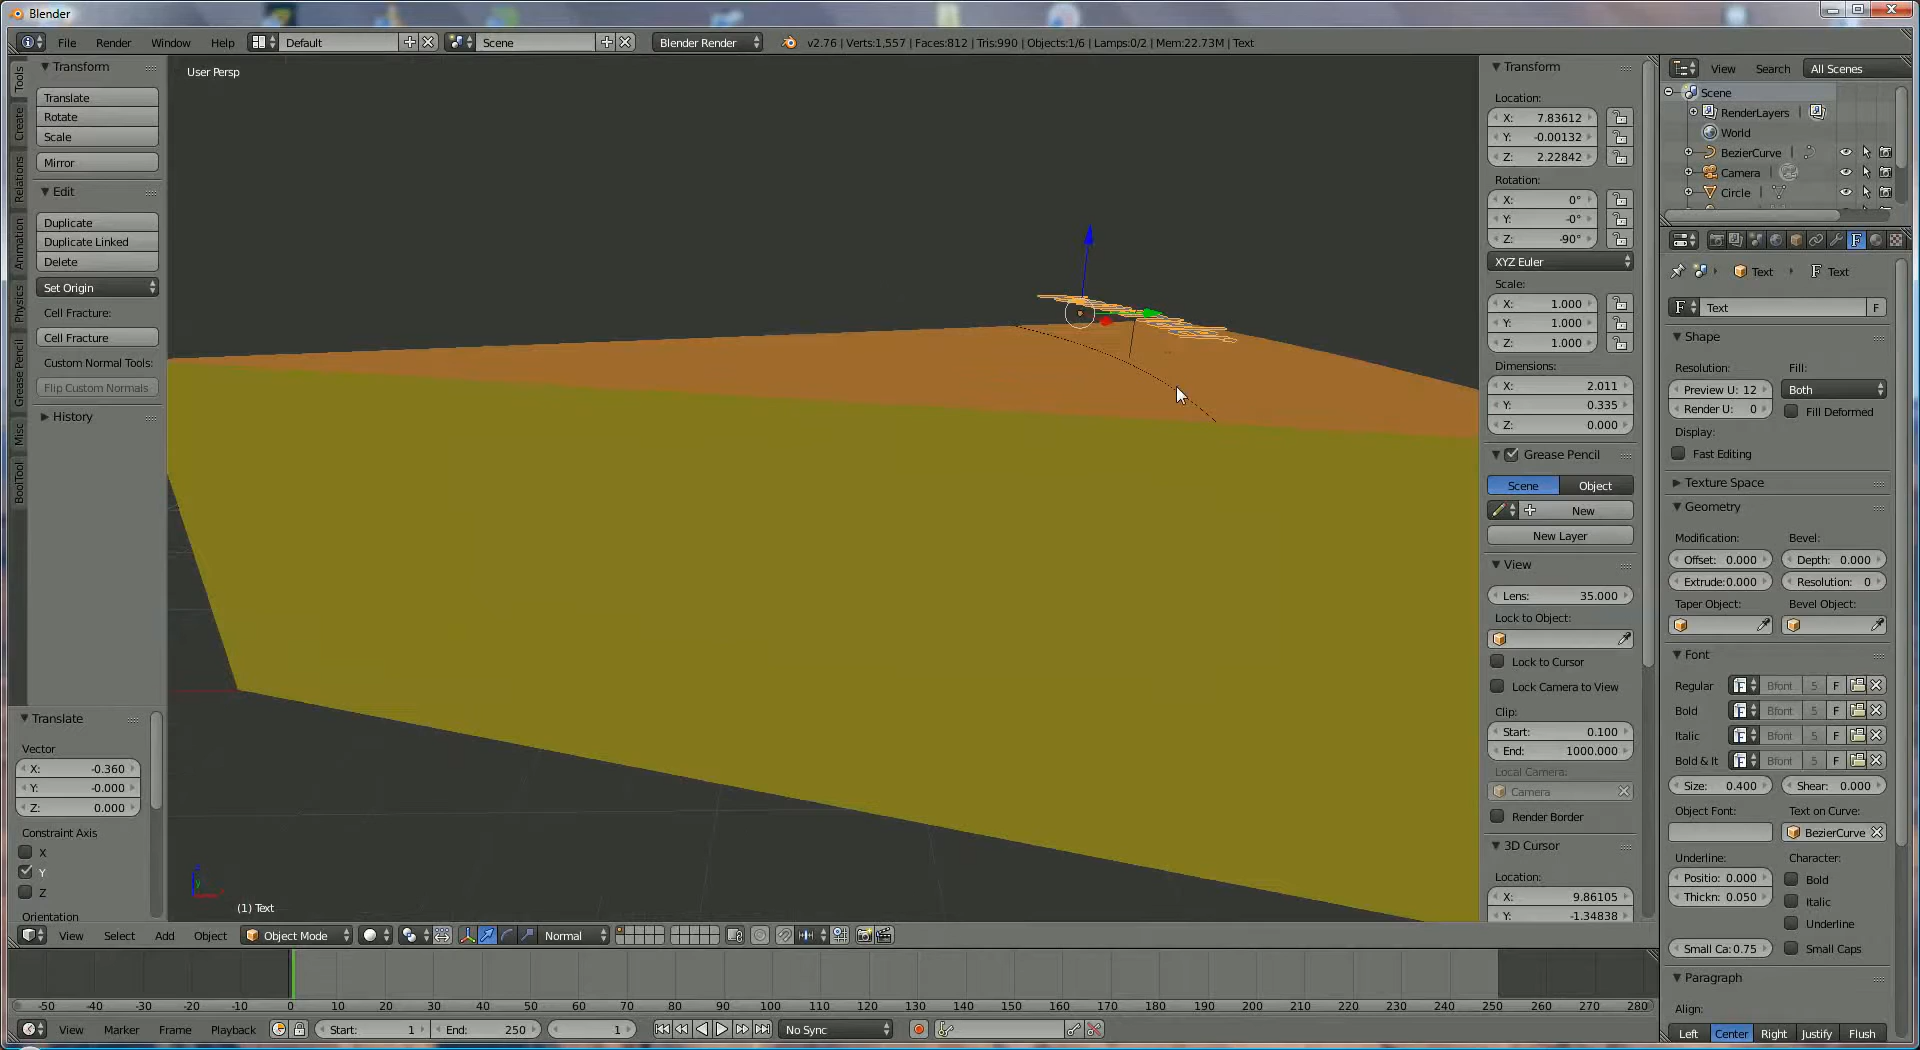 Blender
File Render Window Help Default Scene Blender Render v2.76 | Verts:1,557 | Faces:812 | Tris:990 | Objects:1/6 | Lamps:0/2 | Mem:22.73M | Text
Tools
Create
Relations
Animation
Physics
Grease Pencil
Misc
BoolTool
Transform
Translate
Rotate
Scale
Mirror
Edit
Duplicate
Duplicate Linked
Delete
Set Origin
Cell Fracture:
Cell Fracture
Custom Normal Tools:
Flip Custom Normals
History
Translate
Vector
X: -0.360
Y: -0.000
Z: 0.000
Constraint Axis
X
Y
Z
Orientation
User Persp
(1) Text
Transform
Location:
X: 7.83612
Y: -0.00132
Z: 2.22842
Rotation:
X: 0°
Y: -0°
Z: -90°
XYZ Euler
Scale:
X: 1.000
Y: 1.000
Z: 1.000
Dimensions:
X: 2.011
Y: 0.335
Z: 0.000
Grease Pencil
Scene Object
New
New Layer
View
Lens: 35.000
Lock to Object:
Lock to Cursor
Lock Camera to View
Clip:
Start: 0.100
End: 1000.000
Local Camera:
Camera
Render Border
3D Cursor
Location:
X: 9.86105
Y: -1.34838
View Search All Scenes
Scene
RenderLayers
World
BezierCurve
Camera
Circle
Text Text
F Text F
Shape
Resolution: Fill:
Preview U: 12 Both
Render U: 0 Fill Deformed
Display:
Fast Editing
Texture Space
Geometry
Modification: Bevel:
Offset: 0.000 Depth: 0.000
Extrude:0.000 Resolution: 0
Taper Object: Bevel Object:
Font
Regular F Bfont 5 F
Bold F Bfont 5 F
Italic F Bfont 5 F
Bold & It F Bfont 5 F
Size: 0.400 Shear: 0.000
Object Font: Text on Curve:
BezierCurve
Underline: Character:
Positio: 0.000 Bold
Thickn: 0.050 Italic
Underline
Small Ca: 0.75 Small Caps
Paragraph
Align:
Left Center Right Justify Flush
View Select Add Object Object Mode Normal
-50 -40 -30 -20 -10 0 10 20 30 40 50 60 70 80 90 100 110 120 130 140 150 160 170 180 190 200 210 220 230 240 250 260 270 280
View Marker Frame Playback Start: 1 End: 250 1 No Sync